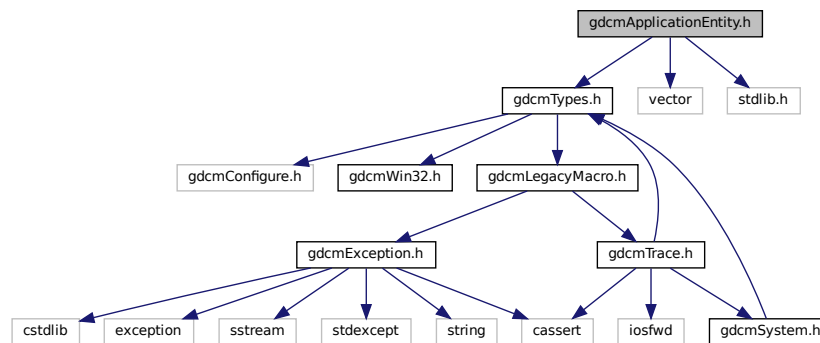 gdcmApplicationEntity.h
gdcmTypes.h
vector
stdlib.h
gdcmConfigure.h
gdcmWin32.h
gdcmLegacyMacro.h
gdcmException.h
gdcmTrace.h
cstdlib
exception
sstream
stdexcept
string
cassert
iosfwd
gdcmSystem.h